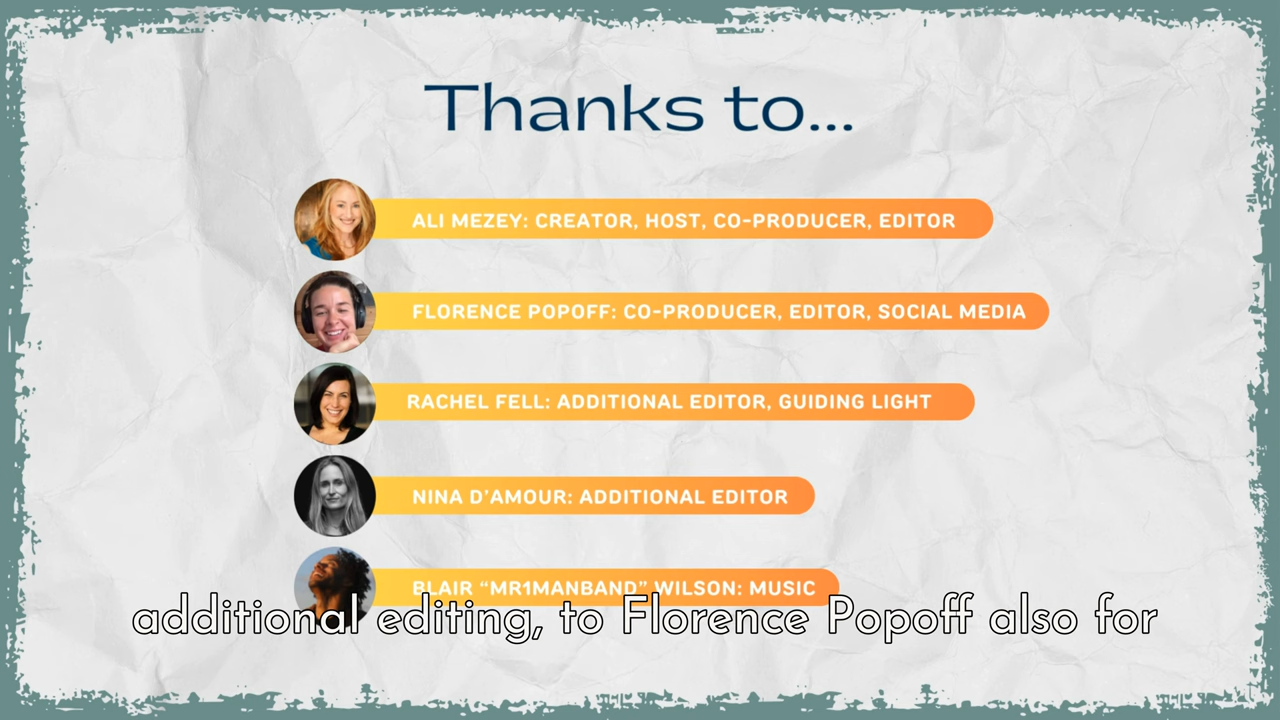 Thanks to...
ALI MEZEY: CREATOR, HOST, CO-PRODUCER, EDITOR
FLORENCE POPOFF: CO-PRODUCER, EDITOR, SOCIAL MEDIA
RACHEL FELL: ADDITIONAL EDITOR, GUIDING LIGHT
NINA D'AMOUR: ADDITIONAL EDITOR
BLAIR “MR1MANBAND” WILSON: MUSIC
additional editing, to Florence Popoff also for